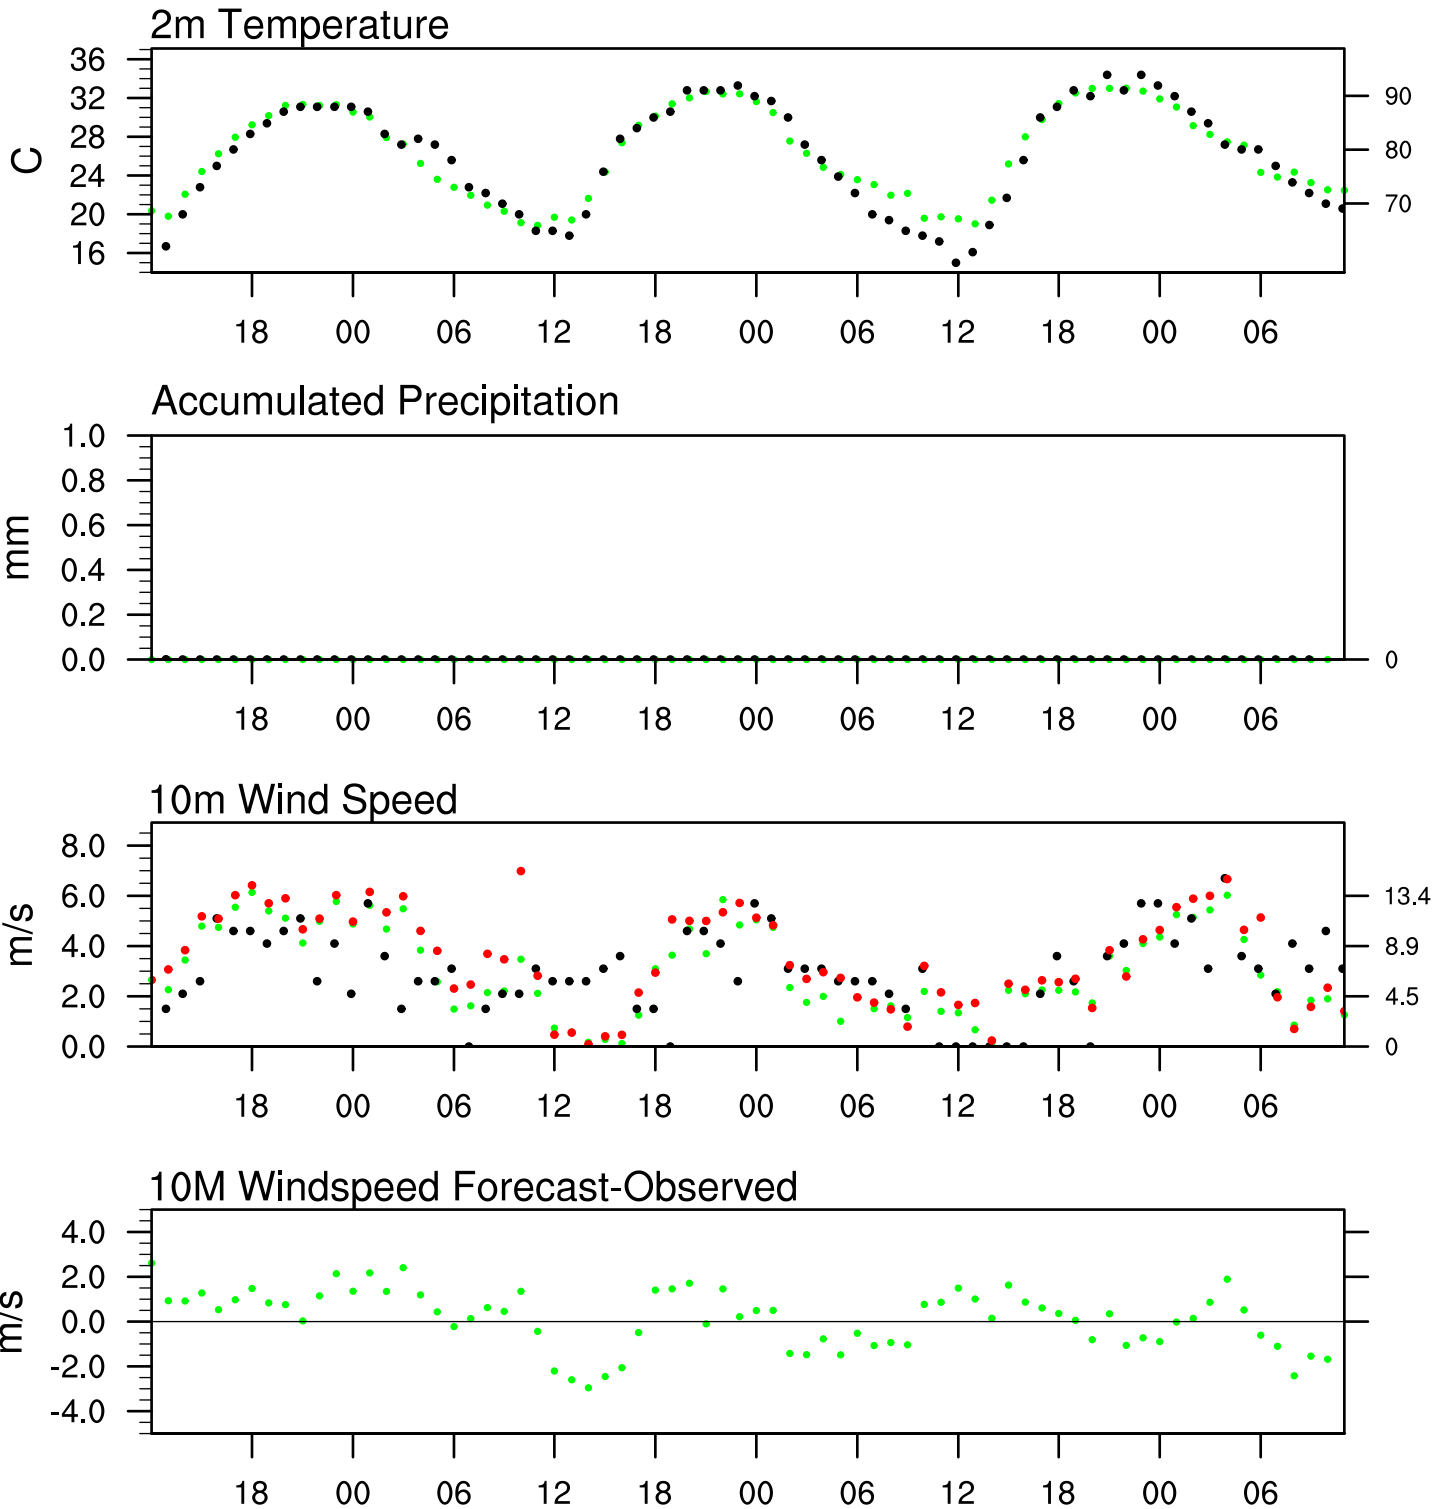 2m Temperature
36
32
28
24
20
16
C
90
80
70
18 00 06 12 18 00 06 12 18 00 06
Accumulated Precipitation
1.0
0.8
0.6
0.4
0.2
0.0
mm
0
18 00 06 12 18 00 06 12 18 00 06
10m Wind Speed
8.0
6.0
4.0
2.0
0.0
m/s
13.4
8.9
4.5
0
18 00 06 12 18 00 06 12 18 00 06
10M Windspeed Forecast-Observed
4.0
2.0
0.0
-2.0
-4.0
m/s
18 00 06 12 18 00 06 12 18 00 06